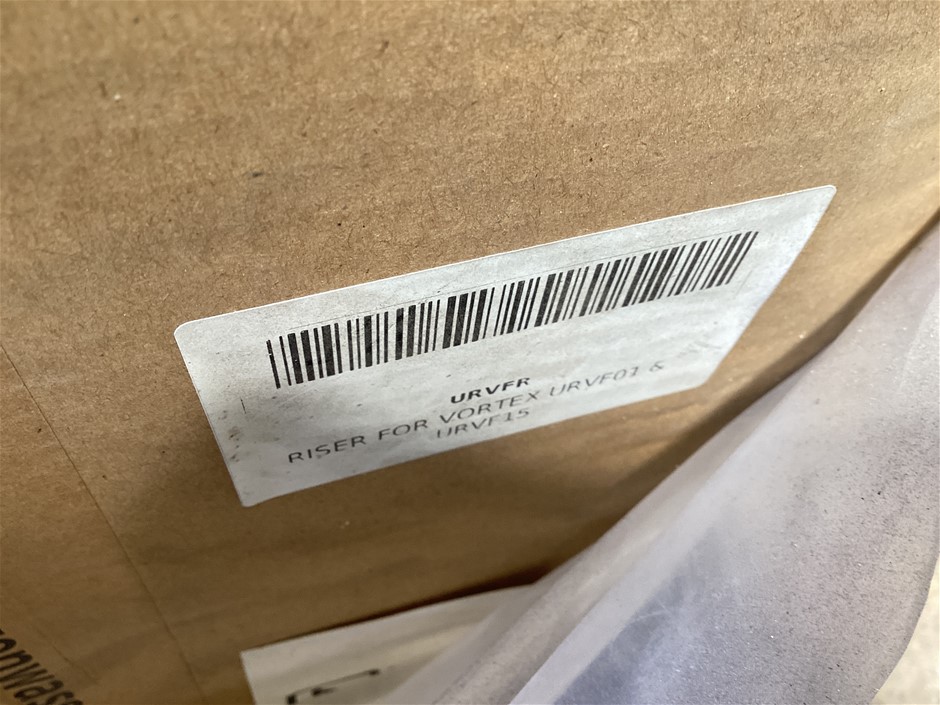 URVFR
RISER FOR VORTEX URVF01 &
URVF15